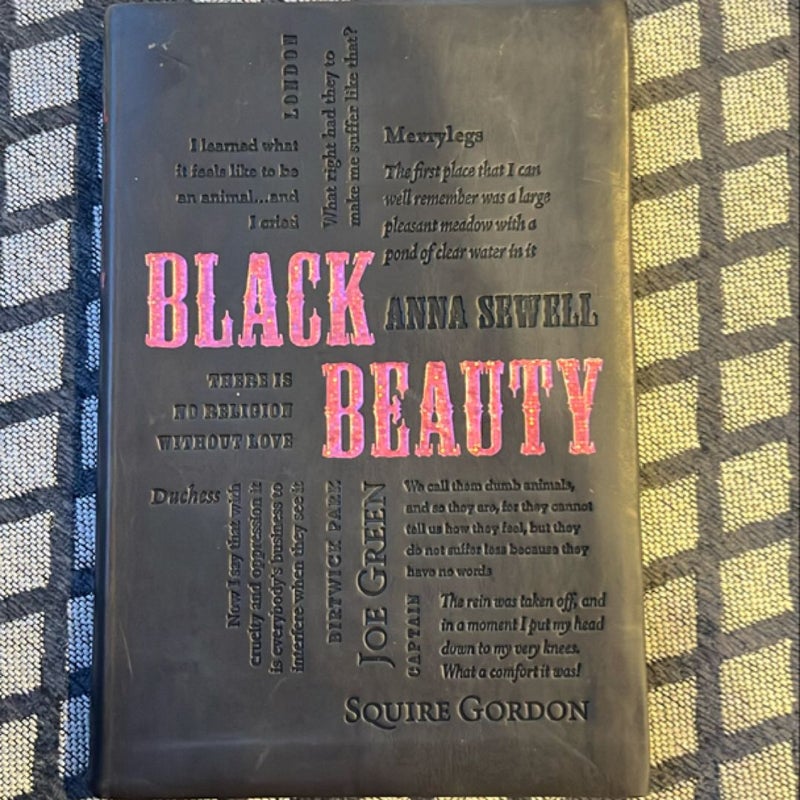 LONDON
What right had they to
make me suffer like that?
I learned what
it feels like to be
an animal...and
I cried
Merrylegs
The first place that I can
well remember was a large
pleasant meadow with a
pond of clear water in it
BLACK
ANNA SEWELL
BEAUTY
THERE IS
NO RELIGION
WITHOUT LOVE
Duchess
Now I say that with
cruelty and oppression it
is everybody's business to
interfere when they see it
BIRTWICK PARK
JOE GREEN
We call them dumb animals,
and so they are, for they cannot
tell us how they feel, but they
do not suffer less because they
have no words
CAPTAIN
The rein was taken off, and
in a moment I put my head
down to my very knees.
What a comfort it was!
SQUIRE GORDON